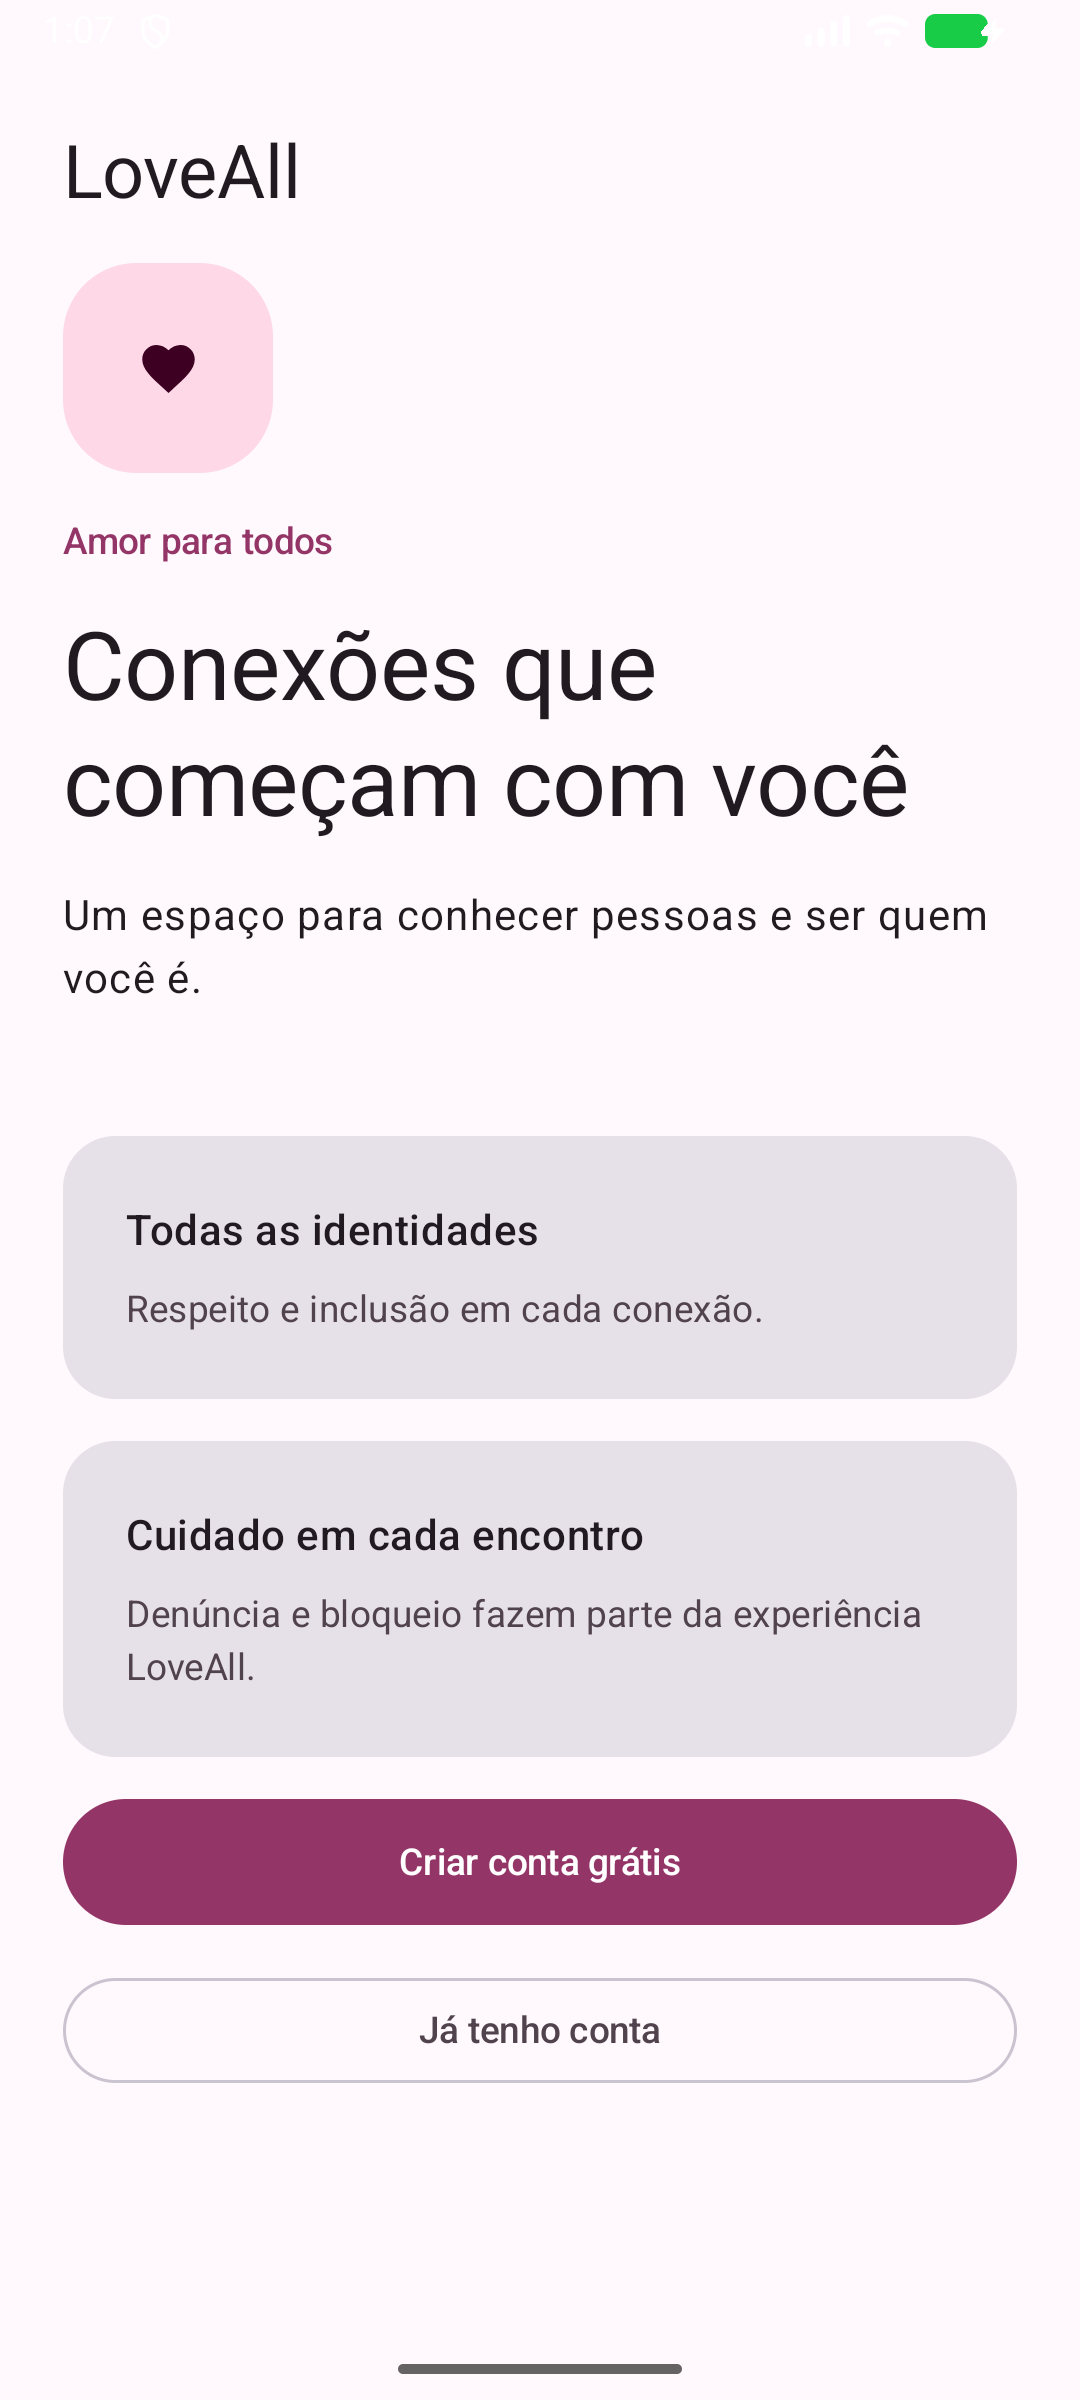 1:07
LoveAll
Amor para todos
Conexões que
começam com você
Um espaço para conhecer pessoas e ser quem
você é.
Todas as identidades
Respeito e inclusão em cada conexão.
Cuidado em cada encontro
Denúncia e bloqueio fazem parte da experiência
LoveAll.
Criar conta grátis
Já tenho conta